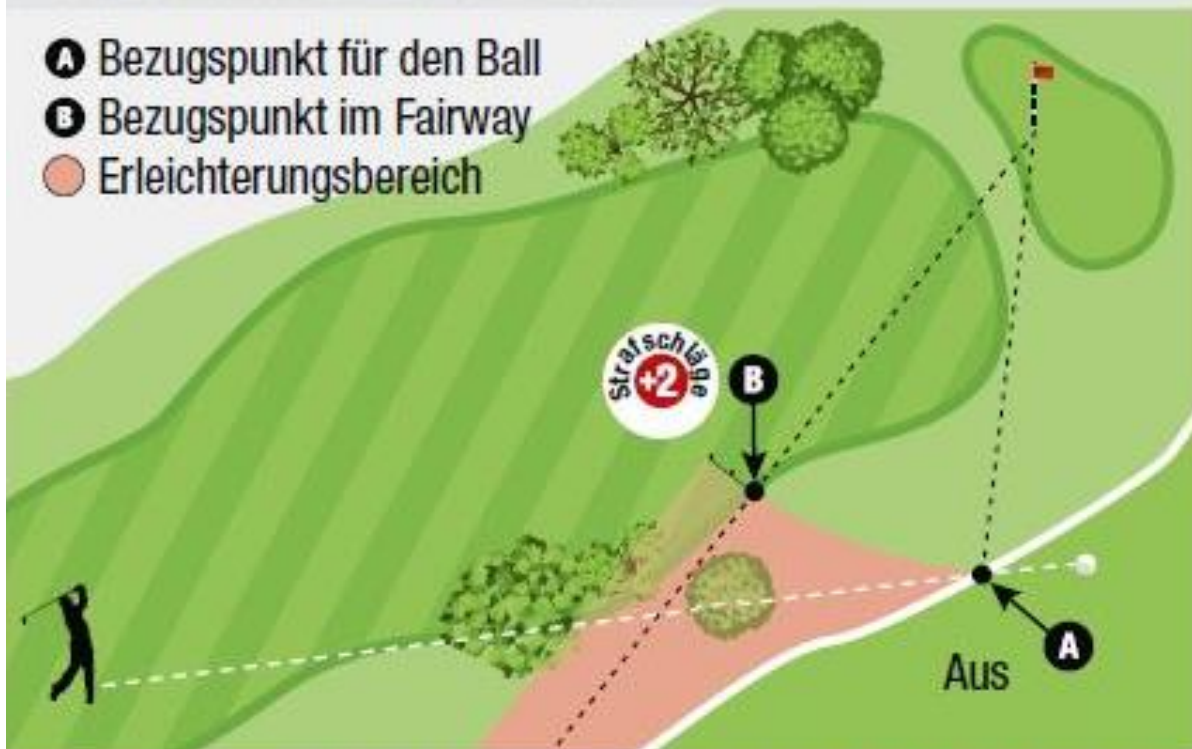 A Bezugspunkt für den Ball
B Bezugspunkt im Fairway
Erleichterungsbereich
Strafschläge
+2
B
A
Aus